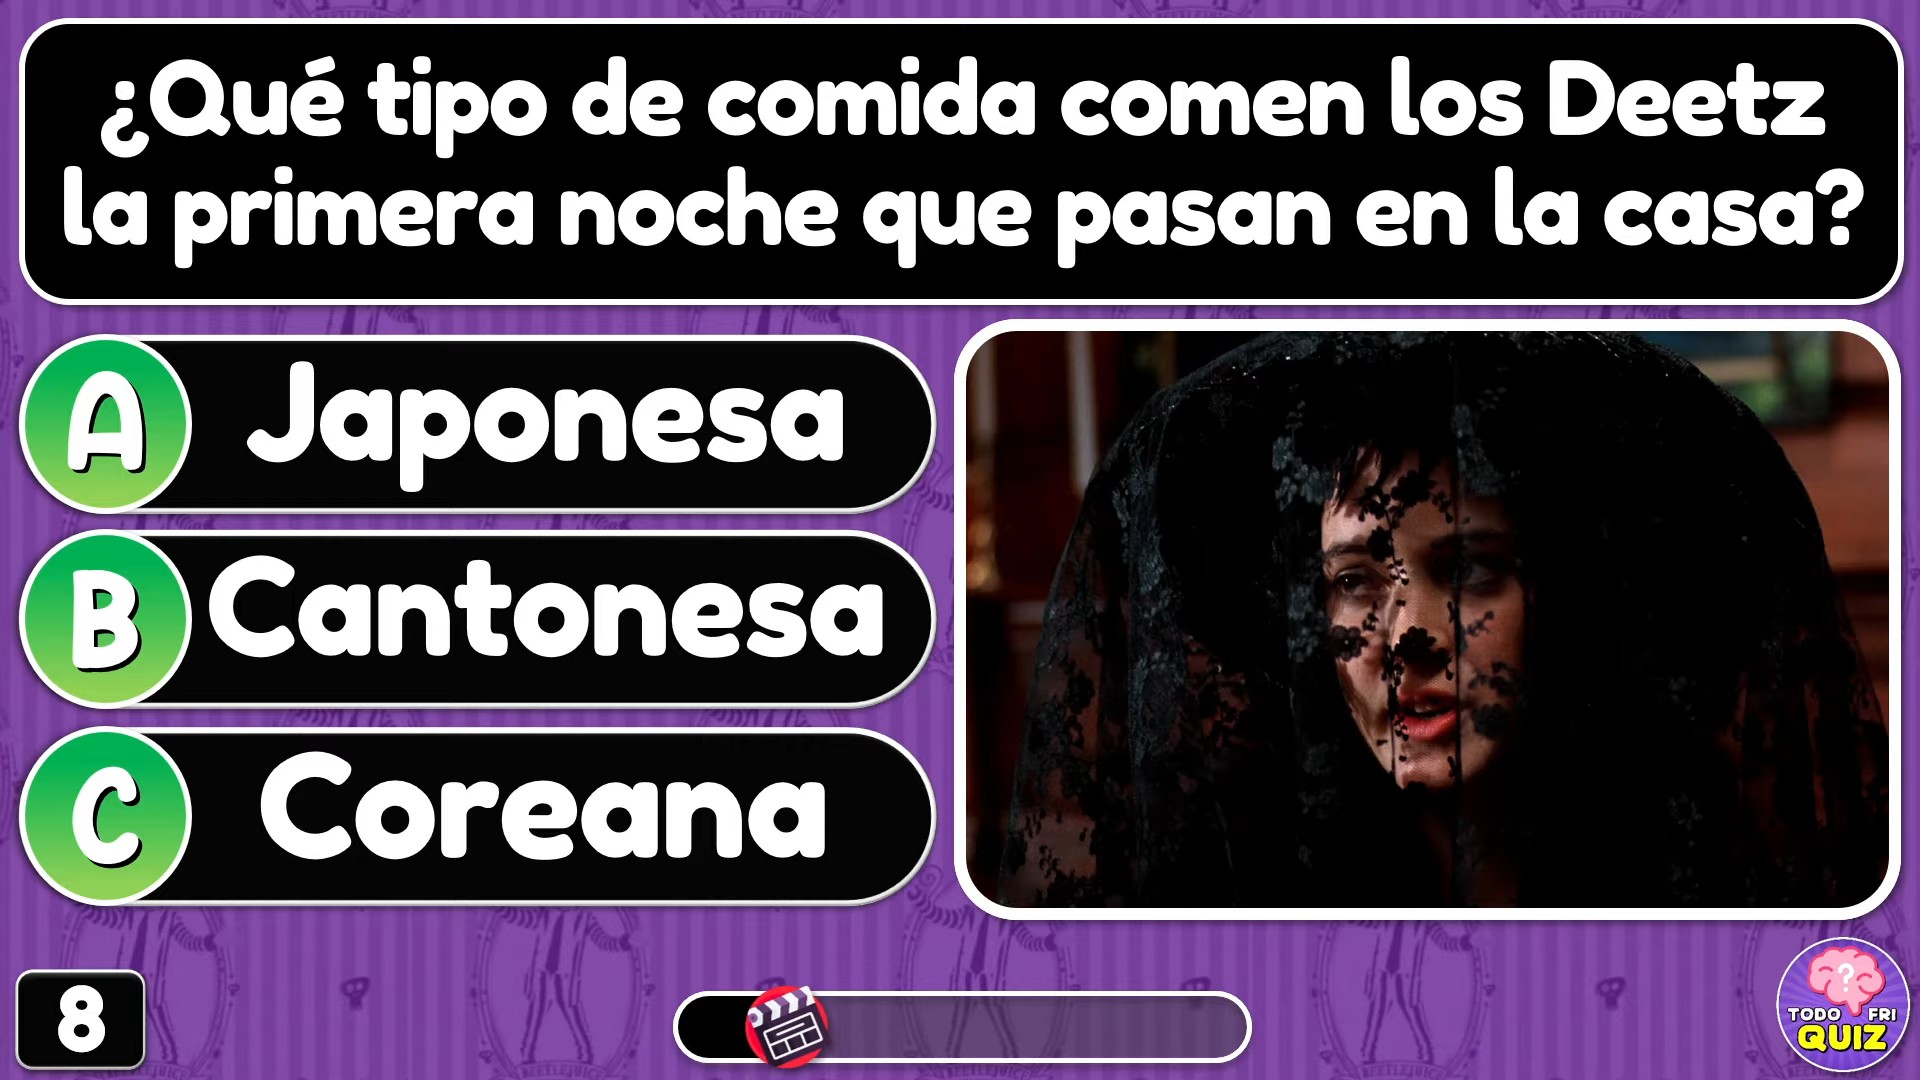 ¿Qué tipo de comida comen los Deetz
la primera noche que pasan en la casa?
A Japonesa
B Cantonesa
C Coreana
8
?
TODO FRI
QUIZ